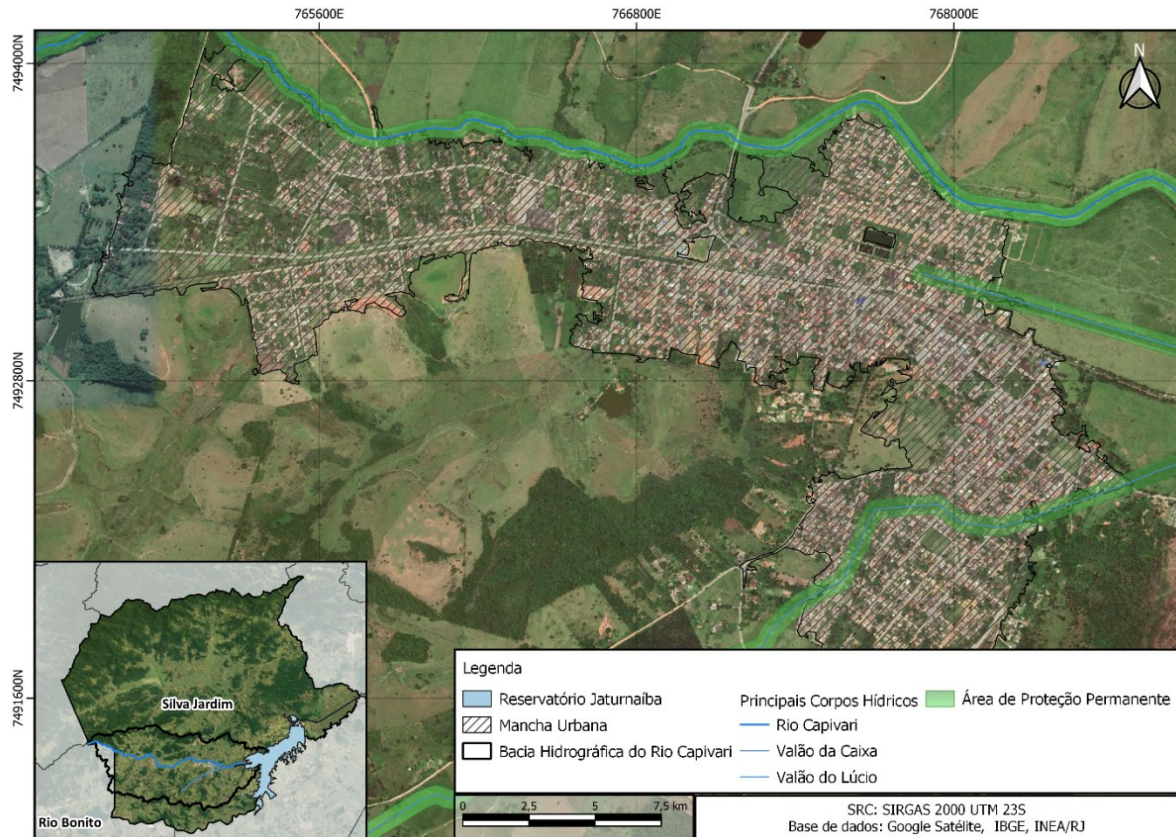 765600E 766800E 768000E
7494000N
N
7492800N
7491600N
Silva Jardim
Rio Bonito
Legenda
Reservatório Jaturnaíba
Mancha Urbana
Bacia Hidrográfica do Rio Capivari
Principais Corpos Hídricos
Rio Capivari
Valão da Caixa
Valão do Lúcio
Área de Proteção Permanente
0 2,5 5 7,5 km
SRC: SIRGAS 2000 UTM 23S
Base de dados: Google Satélite, IBGE, INEA/RJ